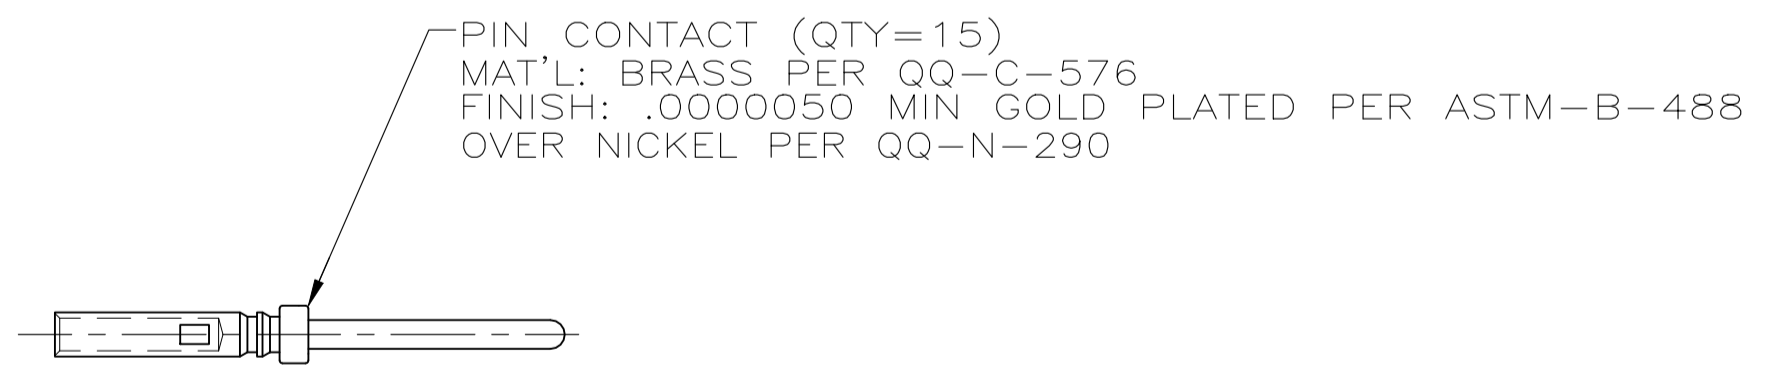 PIN CONTACT (QTY=15)
MAT'L: BRASS PER QQ-C-576
FINISH: .0000050 MIN GOLD PLATED PER ASTM-B-488
OVER NICKEL PER QQ-N-290